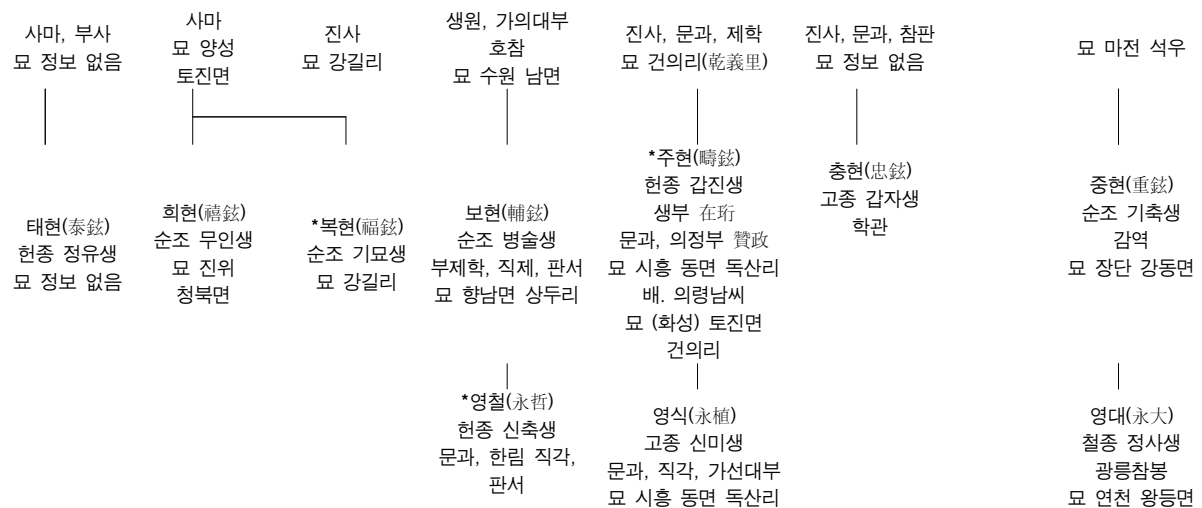 사마, 부사
묘 정보 없음
사마
묘 양성
토진면
진사
묘 강길리
생원, 가의대부
호참
묘 수원 남면
진사, 문과, 제학
묘 건의리(乾義里)
진사, 문과, 참판
묘 정보 없음
묘 마전 석우
태현(泰鉉)
헌종 정유생
묘 정보 없음
희현(禧鉉)
순조 무인생
묘 진위
청북면
*복현(福鉉)
순조 기묘생
묘 강길리
보현(輔鉉)
순조 병술생
부제학, 직제, 판서
묘 향남면 상두리
*주현(疇鉉)
헌종 갑진생
생부 在珩
문과, 의정부 贊政
묘 시흥 동면 독산리
배. 의령남씨
묘 (화성) 토진면
건의리
충현(忠鉉)
고종 갑자생
학관
중현(重鉉)
순조 기축생
감역
묘 장단 강동면
*영철(永哲)
헌종 신축생
문과, 한림 직각,
판서
영식(永植)
고종 신미생
문과, 직각, 가선대부
묘 시흥 동면 독산리
영대(永大)
철종 정사생
광릉참봉
묘 연천 왕등면